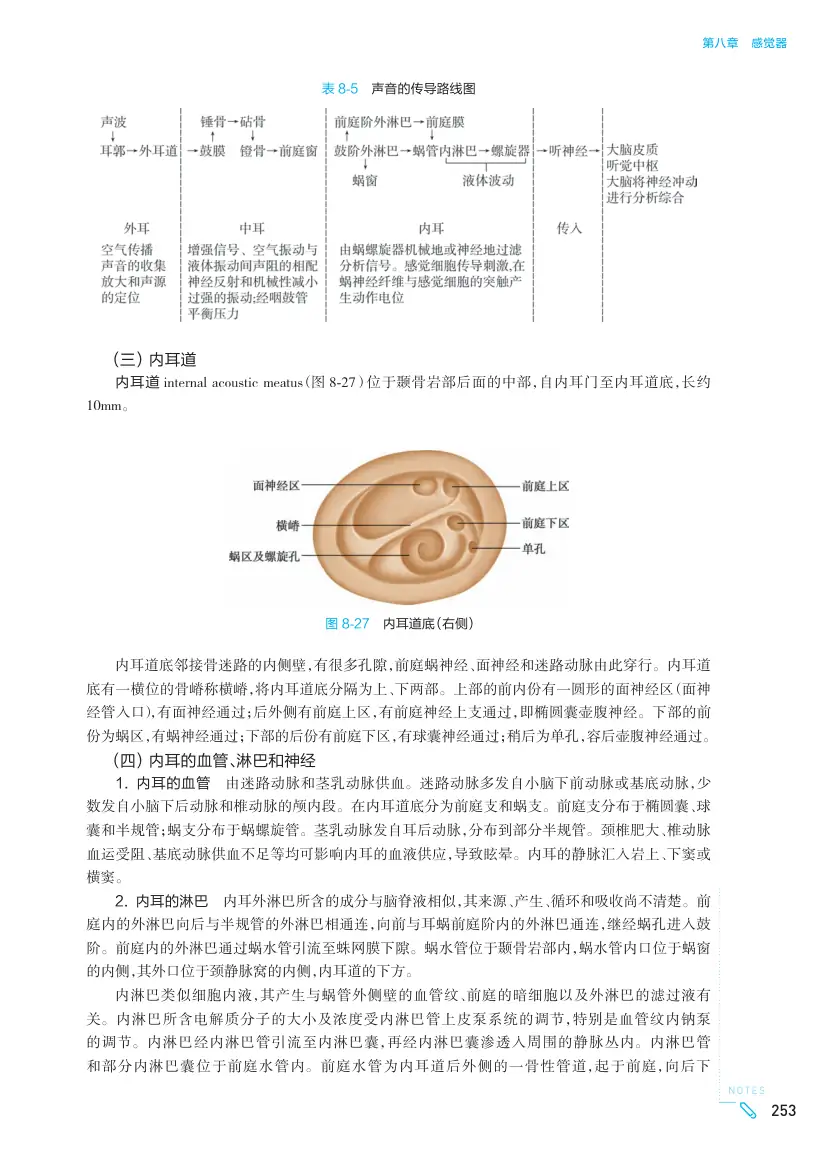 第八章 感觉器
表 8-5 声音的传导路线图
声波 锤骨→砧骨 前庭阶外淋巴→前庭膜
↓ ↑ ↓ ↑ ↓
耳郭→外耳道 →鼓膜 镫骨→前庭窗 鼓阶外淋巴→蜗管内淋巴→螺旋器 →听神经→ 大脑皮质
↓ 听觉中枢
蜗窗 液体波动 大脑将神经冲动
进行分析综合
外耳 中耳 内耳 传入
空气传播 增强信号、空气振动与 由蜗螺旋器机械地或神经地过滤
声音的收集 液体振动间声阻的相配 分析信号。感觉细胞传导刺激,在
放大和声源 神经反射和机械性减小 蜗神经纤维与感觉细胞的突触产
的定位 过强的振动;经咽鼓管 生动作电位
平衡压力
(三)内耳道
内耳道 internal acoustic meatus(图 8-27)位于颞骨岩部后面的中部,自内耳门至内耳道底,长约
10mm。
面神经区 前庭上区
横嵴 前庭下区
蜗区及螺旋孔 单孔
图 8-27 内耳道底(右侧)
内耳道底邻接骨迷路的内侧壁,有很多孔隙,前庭蜗神经、面神经和迷路动脉由此穿行。内耳道
底有一横位的骨嵴称横嵴,将内耳道底分隔为上、下两部。上部的前内份有一圆形的面神经区(面神
经管入口),有面神经通过;后外侧有前庭上区,有前庭神经上支通过,即椭圆囊壶腹神经。下部的前
份为蜗区,有蜗神经通过;下部的后份有前庭下区,有球囊神经通过;稍后为单孔,容后壶腹神经通过。
(四)内耳的血管、淋巴和神经
1. 内耳的血管 由迷路动脉和茎乳动脉供血。迷路动脉多发自小脑下前动脉或基底动脉,少
数发自小脑下后动脉和椎动脉的颅内段。在内耳道底分为前庭支和蜗支。前庭支分布于椭圆囊、球
囊和半规管;蜗支分布于蜗螺旋管。茎乳动脉发自耳后动脉,分布到部分半规管。颈椎肥大、椎动脉
血运受阻、基底动脉供血不足等均可影响内耳的血液供应,导致眩晕。内耳的静脉汇入岩上、下窦或
横窦。
2. 内耳的淋巴 内耳外淋巴所含的成分与脑脊液相似,其来源、产生、循环和吸收尚不清楚。前
庭内的外淋巴向后与半规管的外淋巴相通连,向前与耳蜗前庭阶内的外淋巴通连,继经蜗孔进入鼓
阶。前庭内的外淋巴通过蜗水管引流至蛛网膜下隙。蜗水管位于颞骨岩部内,蜗水管内口位于蜗窗
的内侧,其外口位于颈静脉窝的内侧,内耳道的下方。
内淋巴类似细胞内液,其产生与蜗管外侧壁的血管纹、前庭的暗细胞以及外淋巴的滤过液有
关。内淋巴所含电解质分子的大小及浓度受内淋巴管上皮泵系统的调节,特别是血管纹内钠泵
的调节。内淋巴经内淋巴管引流至内淋巴囊,再经内淋巴囊渗透入周围的静脉丛内。内淋巴管
和部分内淋巴囊位于前庭水管内。前庭水管为内耳道后外侧的一骨性管道,起于前庭,向后下
NOTES
253